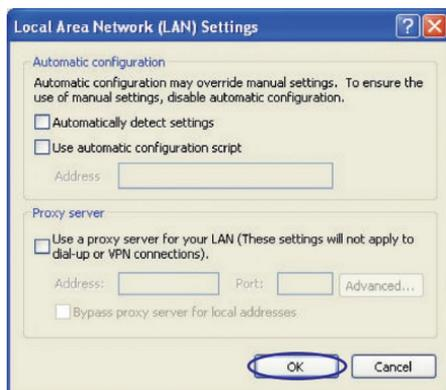 Local Area Network (LAN) Settings
Automatic configuration
Automatic configuration may override manual settings. To ensure the
use of manual settings, disable automatic configuration.
Automatically detect settings
Use automatic configuration script
Address
Proxy server
Use a proxy server for your LAN (These settings will not apply to
dial-up or VPN connections).
Address: Port: Advanced...
Bypass proxy server for local addresses
OK Cancel